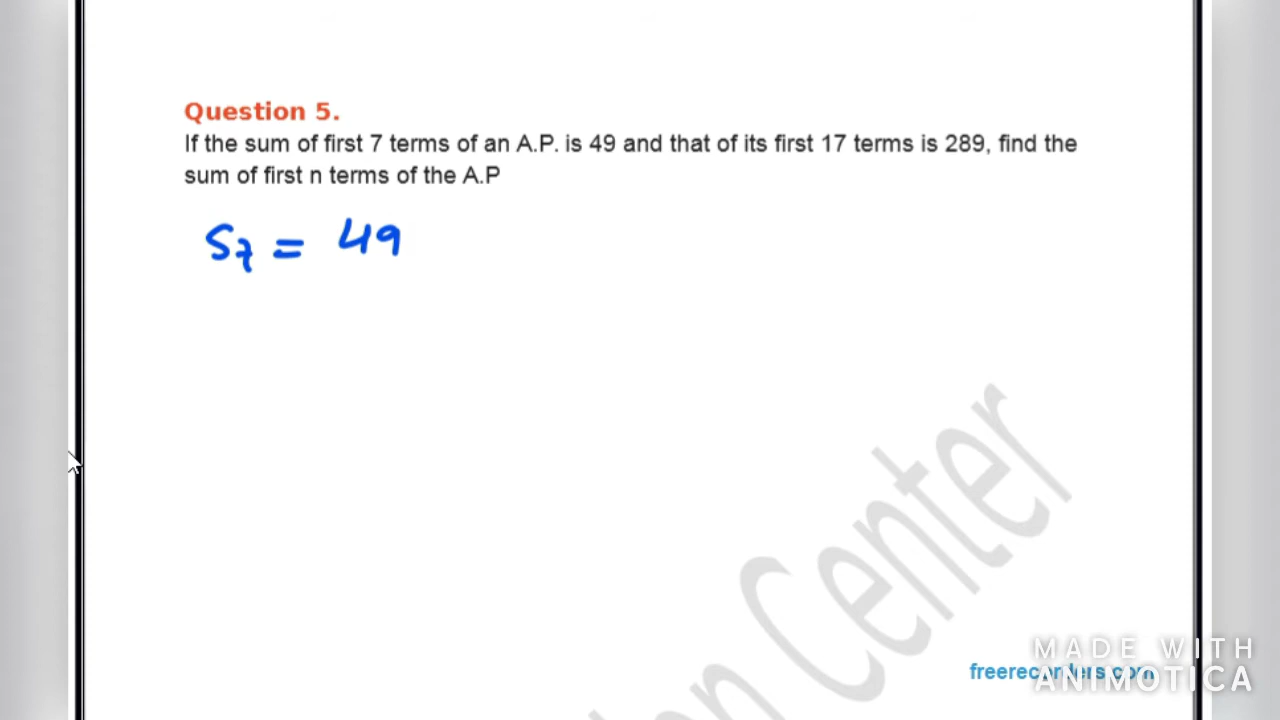 Question 5.
If the sum of first 7 terms of an A.P. is 49 and that of its first 17 terms is 289, find the
sum of first n terms of the A.P
S₇ = 49
Center
MADE WITH
ANIMOTICA